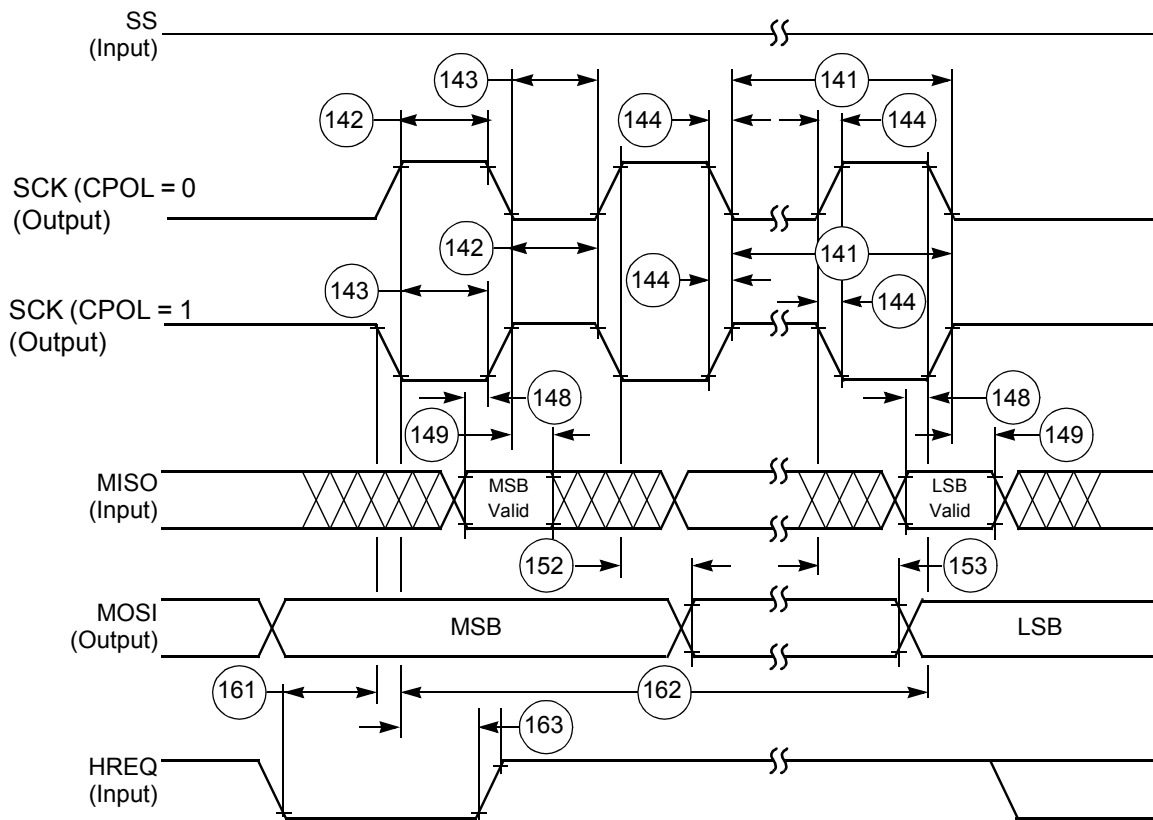 SS
(Input)
143
141
142
144
144
SCK (CPOL = 0
(Output)
142
141
143
144
144
SCK (CPOL = 1
(Output)
148
148
149
149
MISO
(Input)
MSB
Valid
LSB
Valid
152
153
MOSI
(Output)
MSB
LSB
161
162
163
HREQ
(Input)